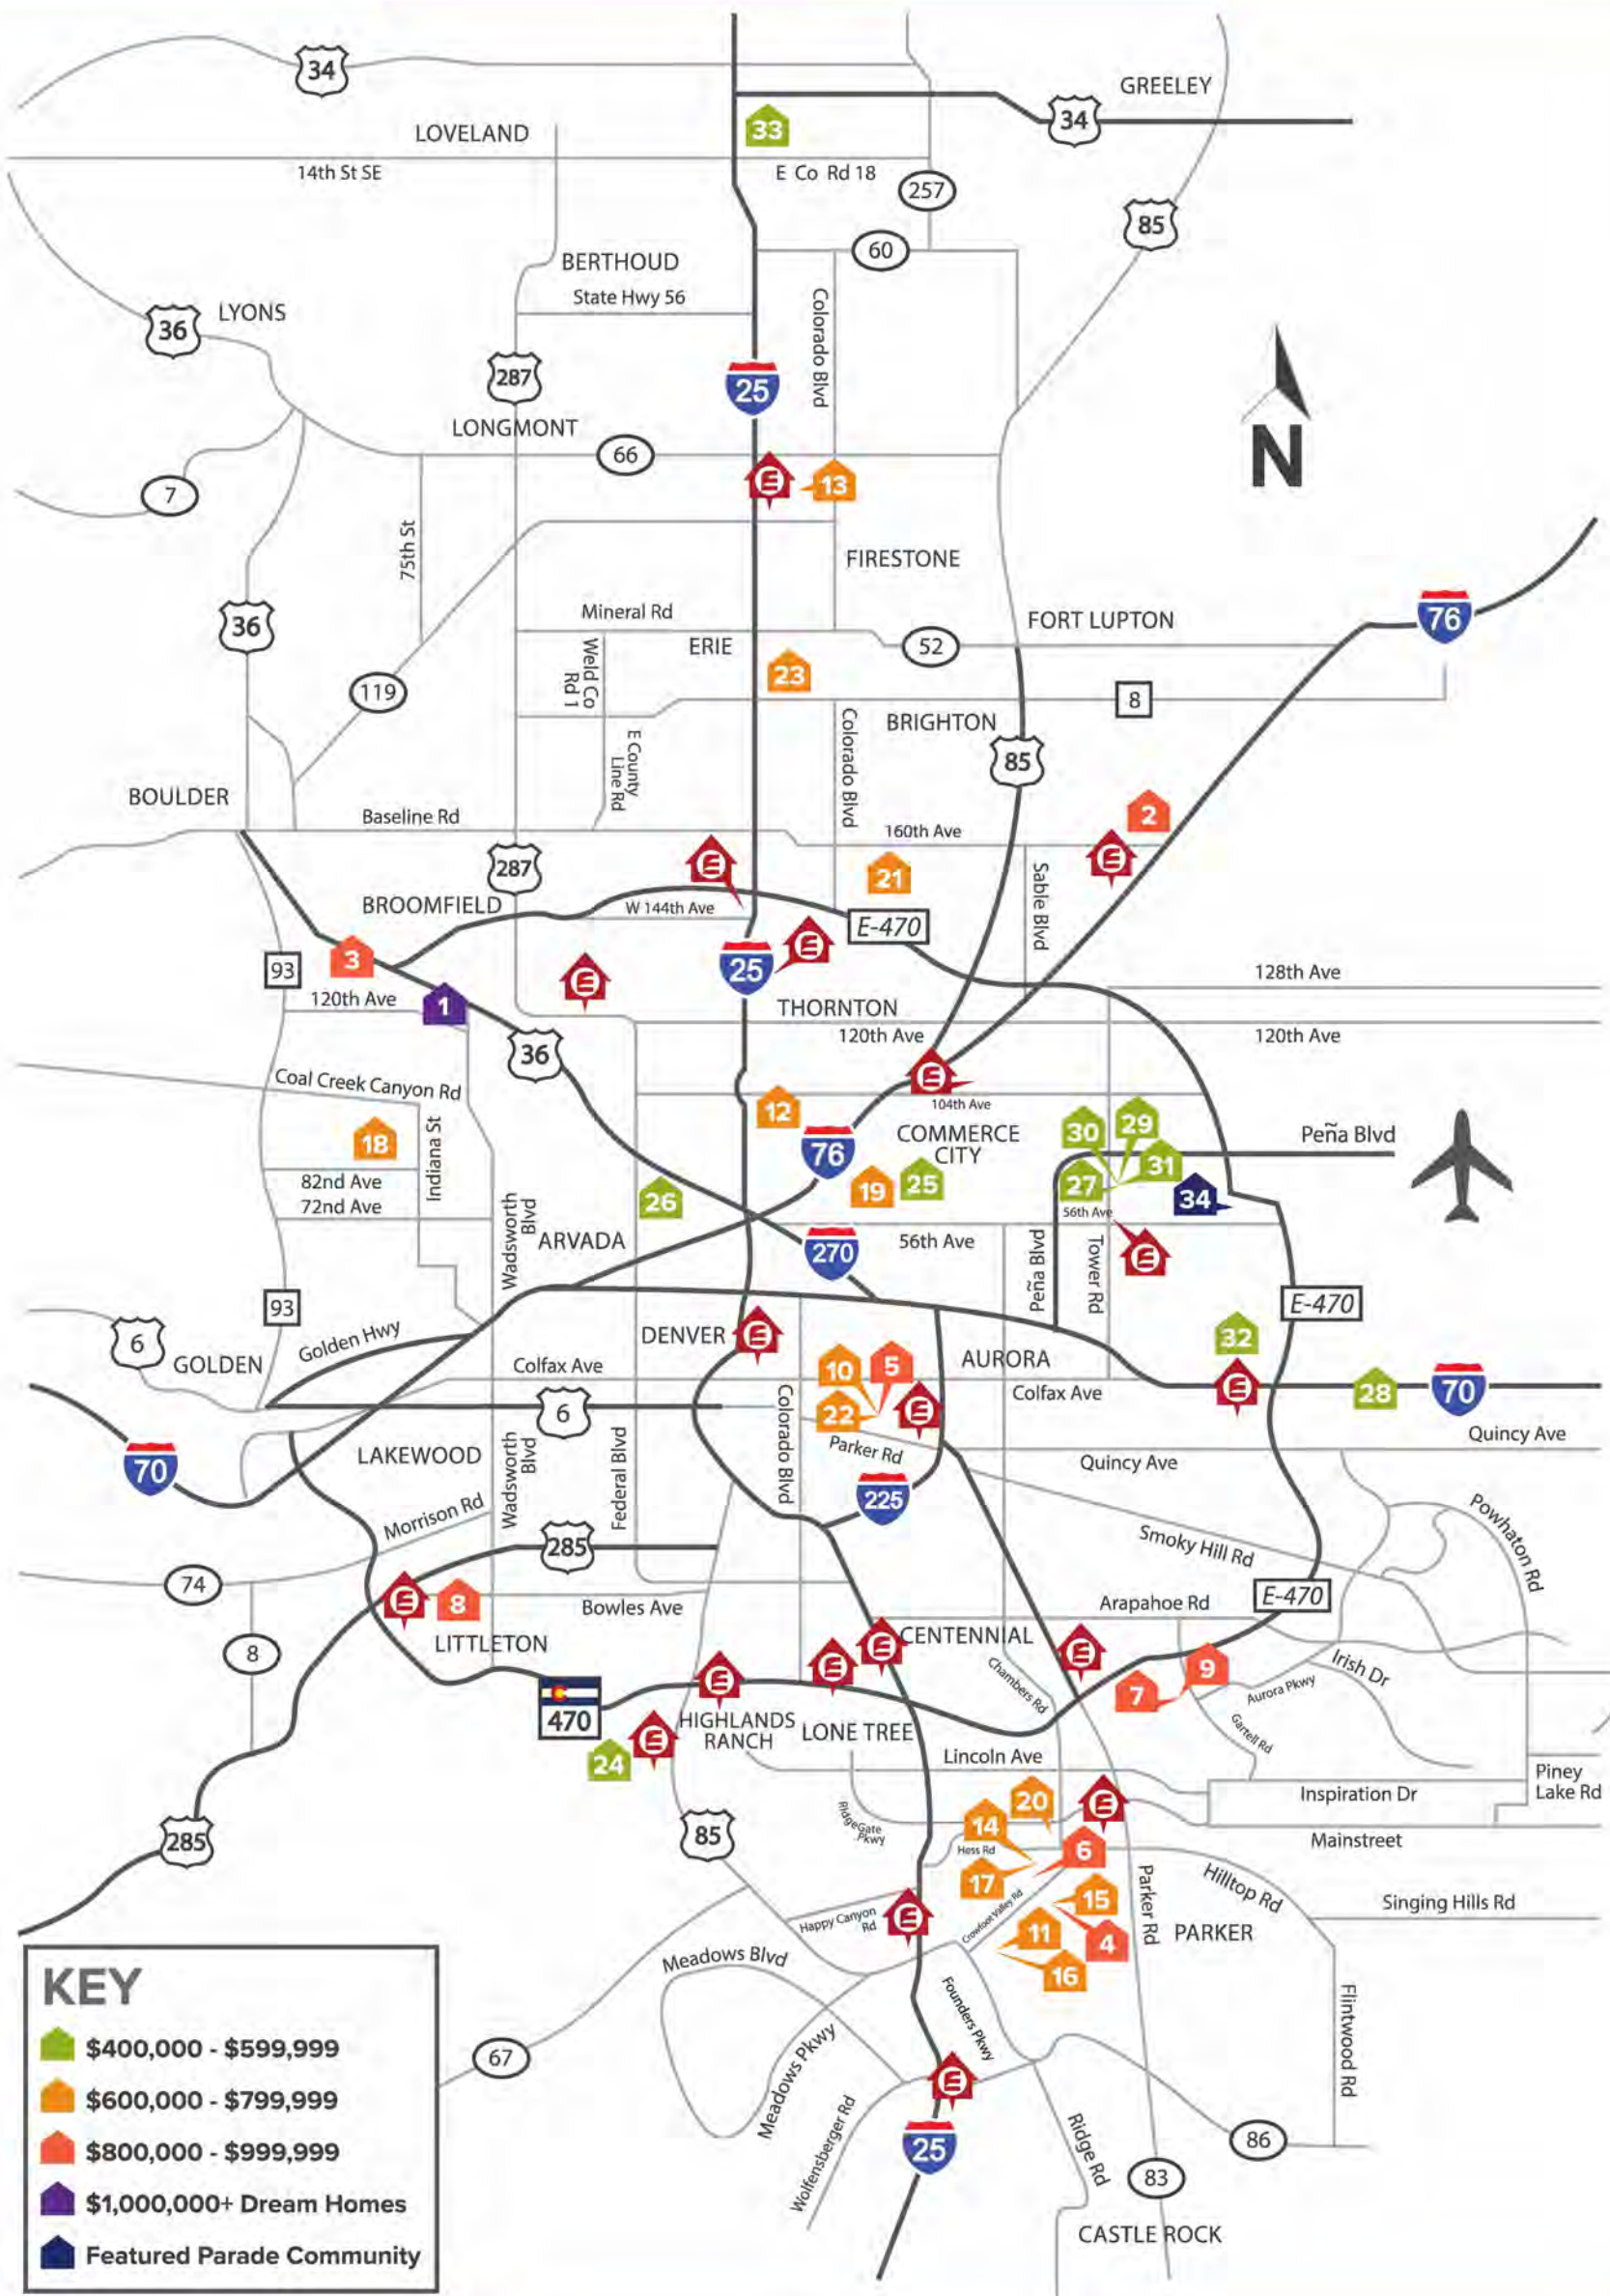 34
GREELEY
34
33
LOVELAND
14th St SE
E Co Rd 18
257
85
60
BERTHOUD
State Hwy 56
LYONS
36
Colorado Blvd
287
25
N
LONGMONT
66
7
13
75th St
FIRESTONE
Mineral Rd
FORT LUPTON
76
36
ERIE
52
Weld Co
Rd 1
23
119
8
BRIGHTON
Colorado Blvd
E County
Line Rd
85
BOULDER
Baseline Rd
160th Ave
2
287
21
Sable Blvd
BROOMFIELD
W 144th Ave
E-470
3
93
25
128th Ave
120th Ave
1
THORNTON
120th Ave
120th Ave
36
Coal Creek Canyon Rd
104th Ave
12
18
Indiana St
76
COMMERCE
CITY
30
29
31
Peña Blvd
82nd Ave
72nd Ave
26
19
25
27
34
56th Ave
Wadsworth
Blvd
ARVADA
270
56th Ave
Peña Blvd
Tower Rd
93
E-470
6
Golden Hwy
GOLDEN
DENVER
32
Colfax Ave
10
5
AURORA
Colfax Ave
28
70
6
22
Colorado Blvd
Parker Rd
Quincy Ave
Quincy Ave
70
LAKEWOOD
Wadsworth
Blvd
Federal Blvd
225
Morrison Rd
Powhaton Rd
Smoky Hill Rd
285
74
8
E-470
Bowles Ave
Arapahoe Rd
LITTLETON
8
CENTENNIAL
Chambers Rd
9
7
Irish Dr
Aurora Pkwy
Gartell Rd
470
HIGHLANDS
RANCH
LONE TREE
24
Lincoln Ave
Piney
Lake Rd
Inspiration Dr
RidgeGate
Pkwy
20
14
285
85
Mainstreet
Hess Rd
6
17
Hilltop Rd
Crowfoot Valley Rd
15
Parker Rd
Singing Hills Rd
Happy Canyon
Rd
11
4
PARKER
Meadows Blvd
16
Founders Pkwy
Flintwood Rd
67
Meadows Pkwy
Wolfensberger Rd
25
Ridge Rd
86
83
CASTLE ROCK
KEY
$400,000 - $599,999
$600,000 - $799,999
$800,000 - $999,999
$1,000,000+ Dream Homes
Featured Parade Community